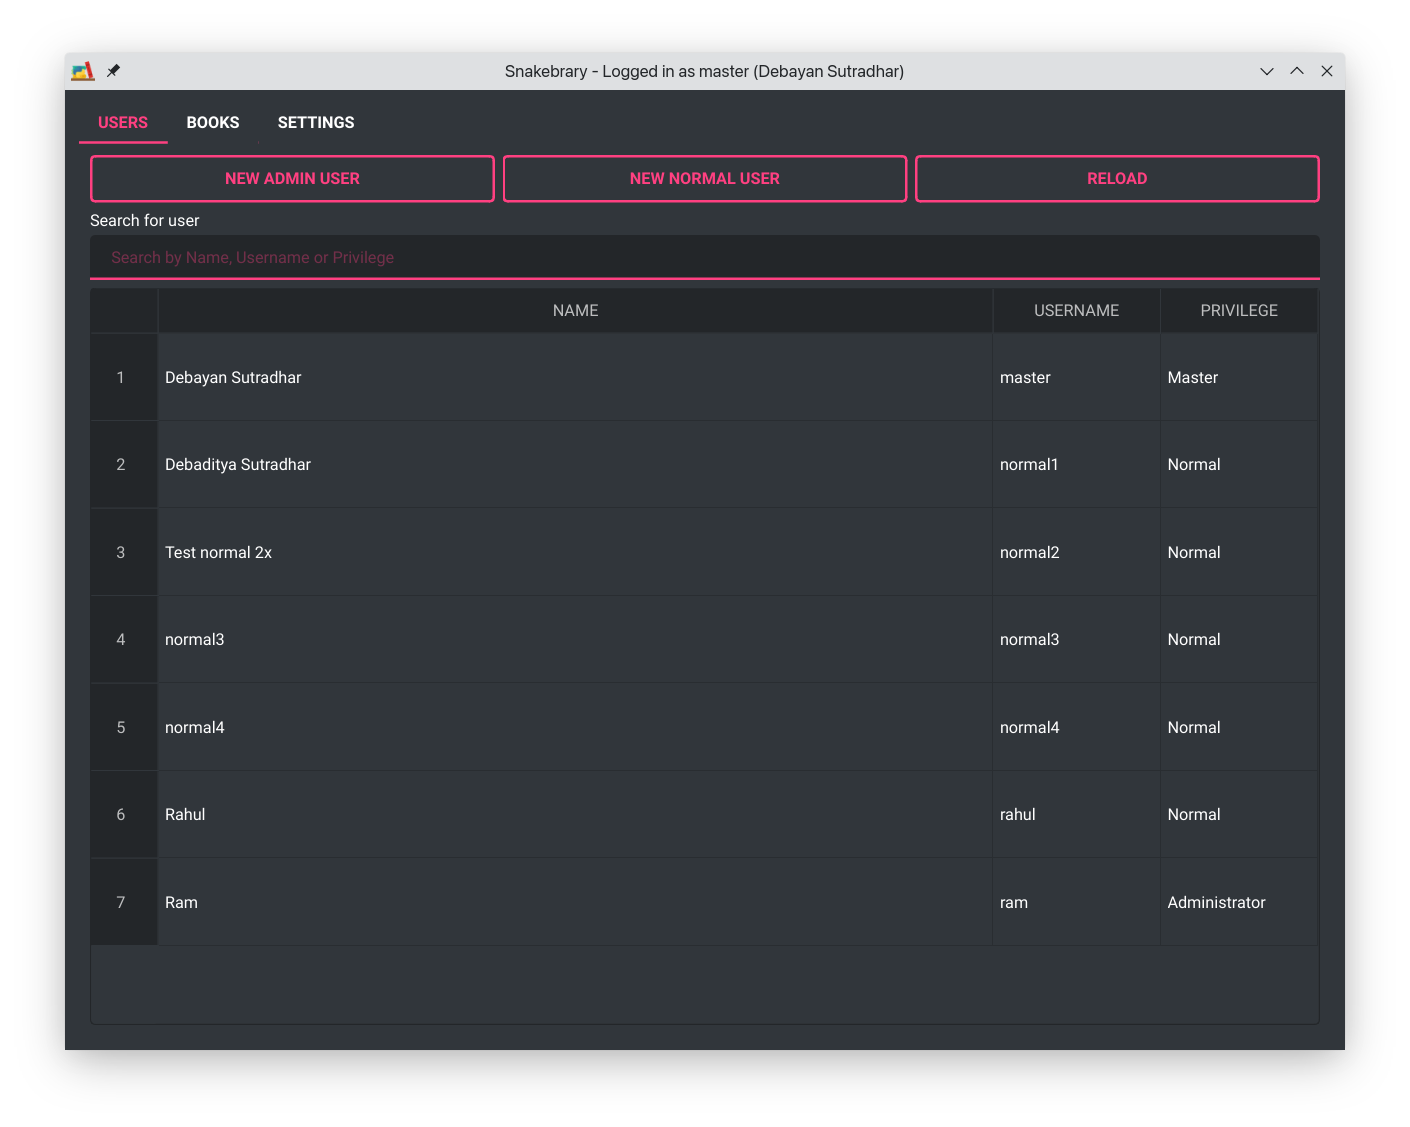 Snakebrary - Logged in as master (Debayan Sutradhar)
USERS BOOKS SETTINGS
NEW ADMIN USER NEW NORMAL USER RELOAD
Search for user
Search by Name, Username or Privilege
NAME USERNAME PRIVILEGE
1 Debayan Sutradhar master Master
2 Debaditya Sutradhar normal1 Normal
3 Test normal 2x normal2 Normal
4 normal3 normal3 Normal
5 normal4 normal4 Normal
6 Rahul rahul Normal
7 Ram ram Administrator